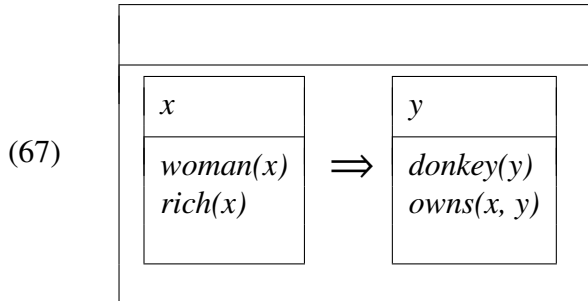 x y
(67) woman(x) ⇒ donkey(y)
rich(x) owns(x, y)